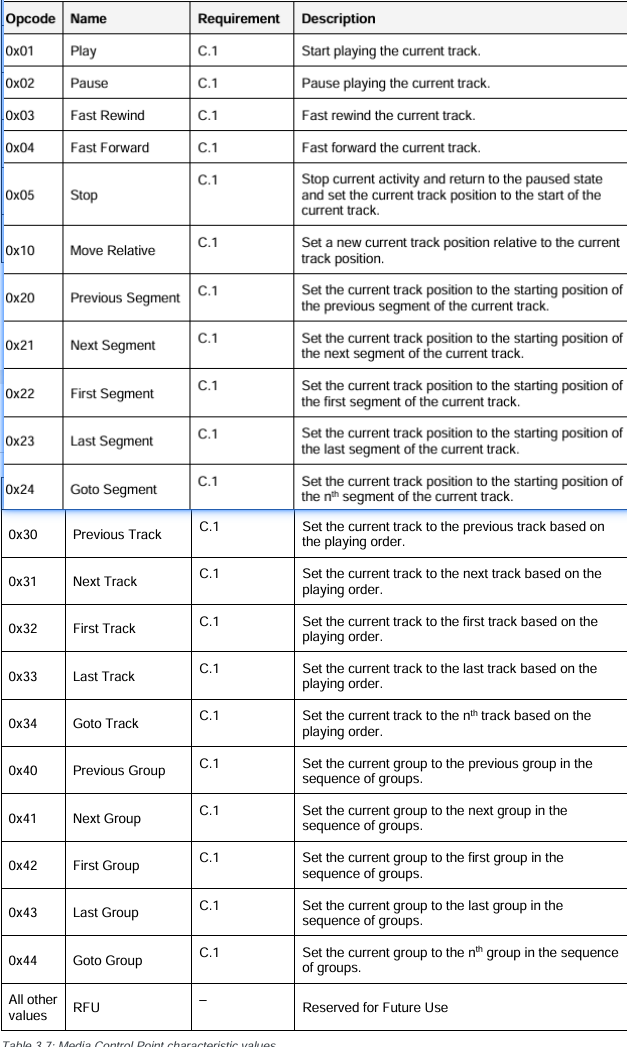 Opcode Name Requirement Description
0x01 Play C.1 Start playing the current track.
0x02 Pause C.1 Pause playing the current track.
0x03 Fast Rewind C.1 Fast rewind the current track.
0x04 Fast Forward C.1 Fast forward the current track.
0x05 Stop C.1 Stop current activity and return to the paused state
and set the current track position to the start of the
current track.
0x10 Move Relative C.1 Set a new current track position relative to the current
track position.
0x20 Previous Segment C.1 Set the current track position to the starting position of
the previous segment of the current track.
0x21 Next Segment C.1 Set the current track position to the starting position of
the next segment of the current track.
0x22 First Segment C.1 Set the current track position to the starting position of
the first segment of the current track.
0x23 Last Segment C.1 Set the current track position to the starting position of
the last segment of the current track.
0x24 Goto Segment C.1 Set the current track position to the starting position of
the nth segment of the current track.
0x30 Previous Track C.1 Set the current track to the previous track based on
the playing order.
0x31 Next Track C.1 Set the current track to the next track based on the
playing order.
0x32 First Track C.1 Set the current track to the first track based on the
playing order.
0x33 Last Track C.1 Set the current track to the last track based on the
playing order.
0x34 Goto Track C.1 Set the current track to the nth track based on the
playing order.
0x40 Previous Group C.1 Set the current group to the previous group in the
sequence of groups.
0x41 Next Group C.1 Set the current group to the next group in the
sequence of groups.
0x42 First Group C.1 Set the current group to the first group in the
sequence of groups.
0x43 Last Group C.1 Set the current group to the last group in the
sequence of groups.
0x44 Goto Group C.1 Set the current group to the nth group in the sequence
of groups.
All other
values RFU – Reserved for Future Use
Table 3.7: Media Control Point characteristic values